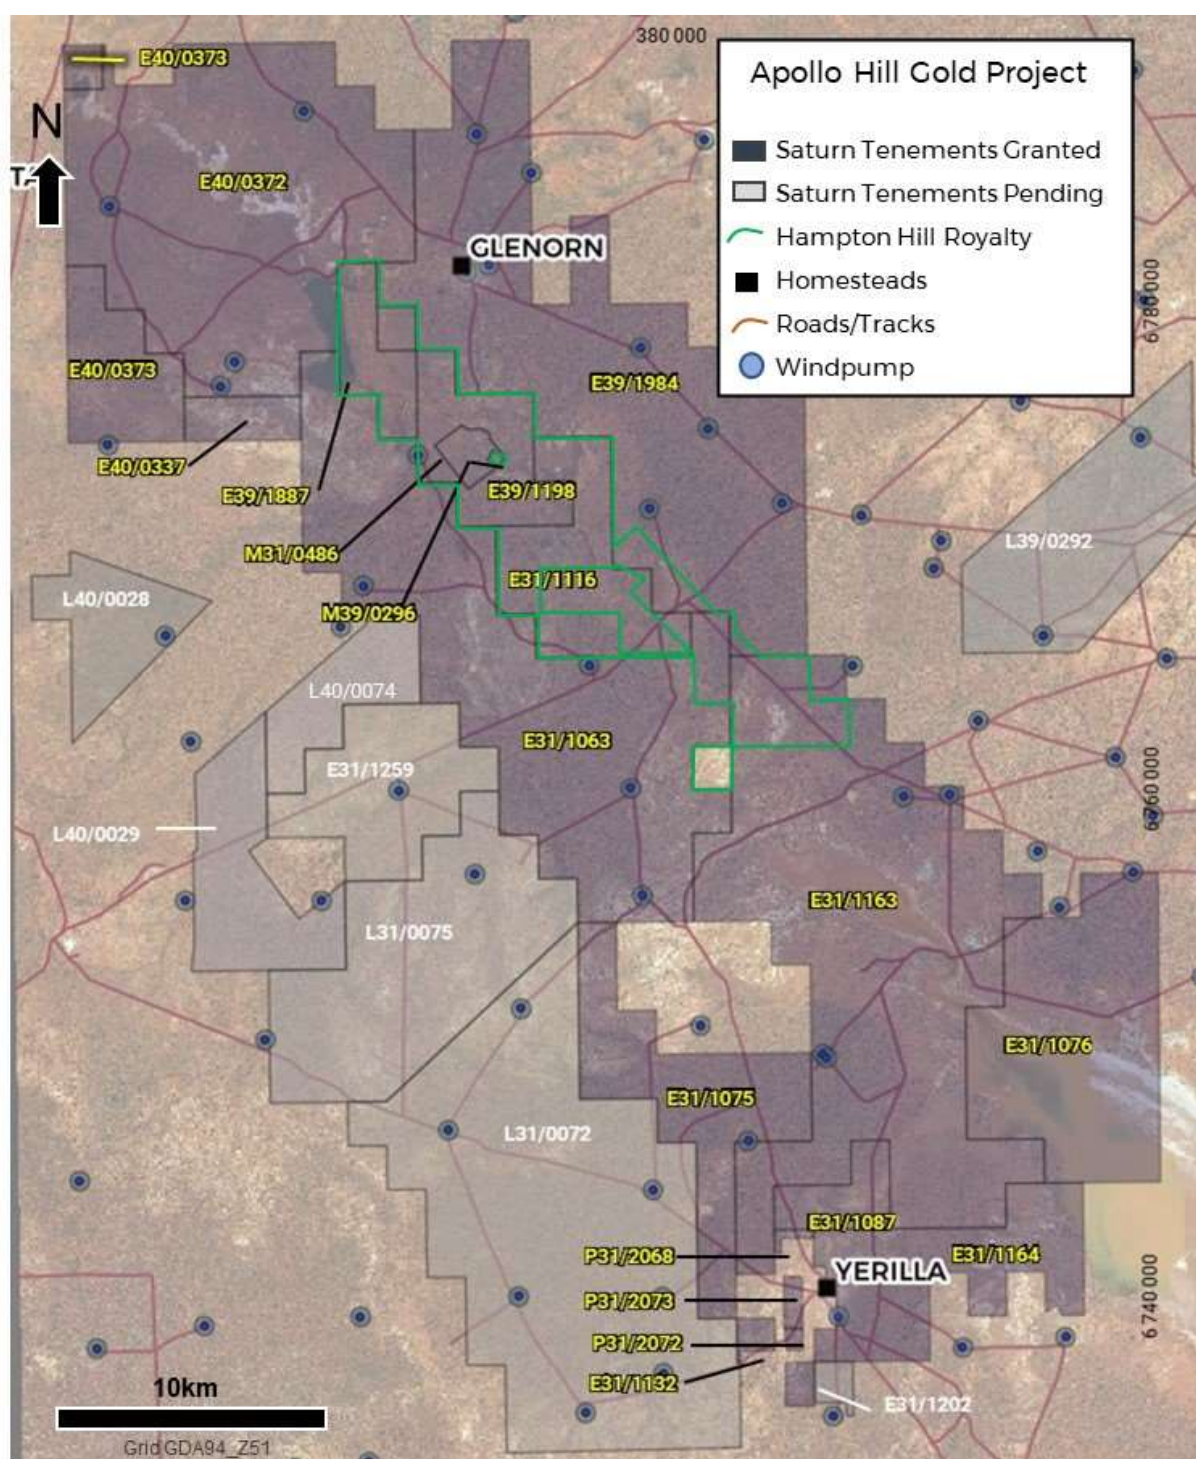 380 000
Apollo Hill Gold Project
Saturn Tenements Granted
Saturn Tenements Pending
Hampton Hill Royalty
Homesteads
Roads/Tracks
Windpump
E40/0373
N
E40/0372
GLENORN
6 780 000
E40/0373
E39/1984
E40/0337
E39/1887
E39/1198
M31/0486
L39/0292
E31/1116
L40/0028
M39/0296
L40/0074
E31/1063
E31/1259
6 760 000
L40/0029
E31/1163
L31/0075
E31/1076
E31/1075
L31/0072
E31/1087
P31/2068
E31/1164
YERILLA
P31/2073
6 740 000
P31/2072
E31/1132
10km
E31/1202
Grid GDA94_Z51